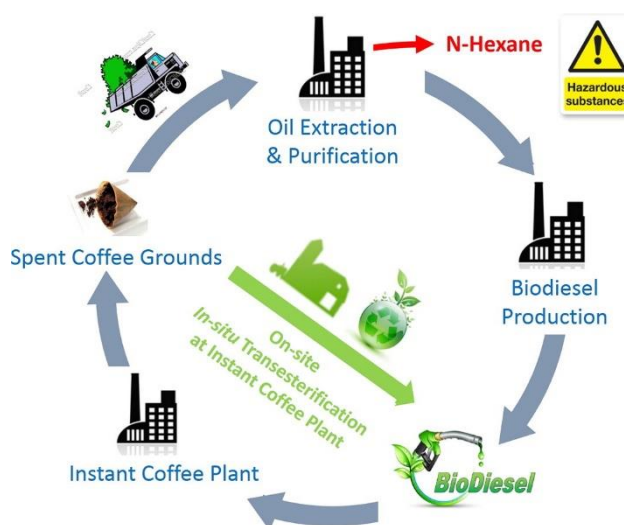 N-Hexane
Hazardous
substances
Oil Extraction
& Purification
Spent Coffee Grounds
Biodiesel
Production
On-site
In-situ Transesterification
at Instant Coffee Plant
Instant Coffee Plant
BioDiesel